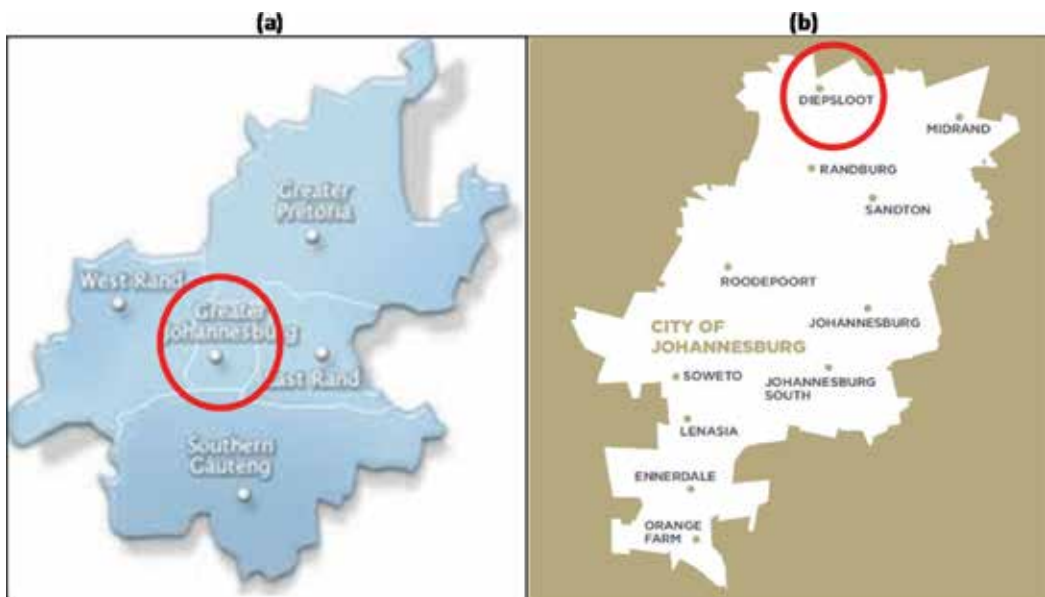 (a)
Greater
Pretoria
West Rand
Greater
Johannesburg
East Rand
Southern
Gauteng
(b)
DIEPSLOOT
MIDRAND
RANDBURG
SANDTON
ROODEPOORT
JOHANNESBURG
CITY OF
JOHANNESBURG
SOWETO
JOHANNESBURG
SOUTH
LENASIA
ENNERDALE
ORANGE
FARM